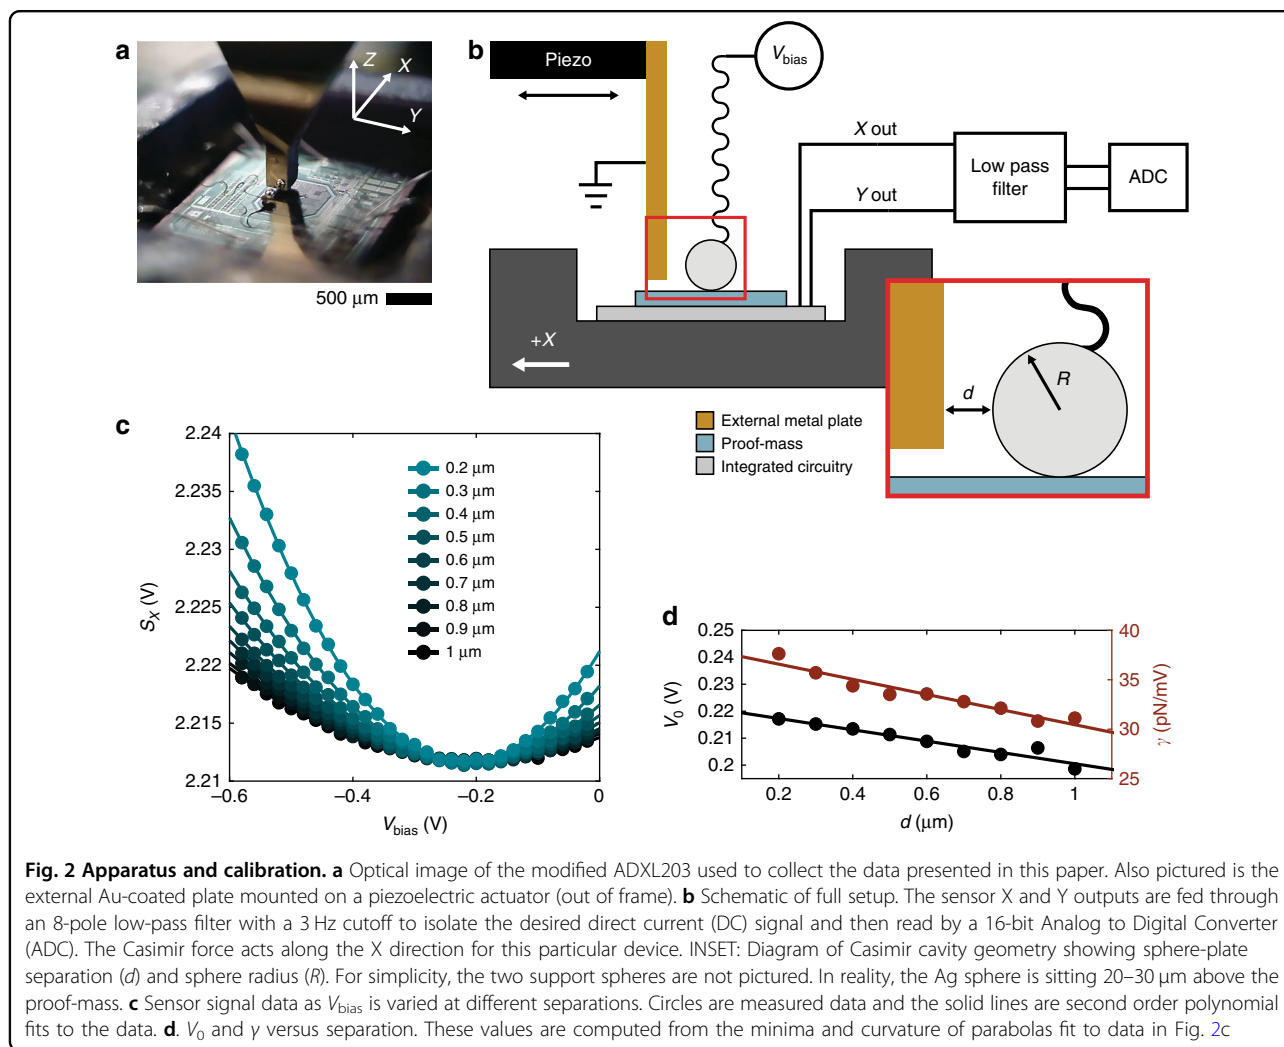 a
Z
X
Y
500 μm
b
Piezo
V_bias
X out
Y out
Low pass
filter
ADC
+X
d
R
External metal plate
Proof-mass
Integrated circuitry
c
2.24
2.235
2.23
2.225
2.22
2.215
2.21
S_X (V)
0.2 μm
0.3 μm
0.4 μm
0.5 μm
0.6 μm
0.7 μm
0.8 μm
0.9 μm
1 μm
–0.6
–0.4
–0.2
0
V_bias (V)
d
0.25
0.24
0.23
0.22
0.21
0.2
V_0 (V)
40
35
30
25
γ (pN/mV)
0.2
0.4
0.6
0.8
1
d (μm)
Fig. 2 Apparatus and calibration. a Optical image of the modified ADXL203 used to collect the data presented in this paper. Also pictured is the
external Au-coated plate mounted on a piezoelectric actuator (out of frame). b Schematic of full setup. The sensor X and Y outputs are fed through
an 8-pole low-pass filter with a 3 Hz cutoff to isolate the desired direct current (DC) signal and then read by a 16-bit Analog to Digital Converter
(ADC). The Casimir force acts along the X direction for this particular device. INSET: Diagram of Casimir cavity geometry showing sphere-plate
separation (d) and sphere radius (R). For simplicity, the two support spheres are not pictured. In reality, the Ag sphere is sitting 20–30 μm above the
proof-mass. c Sensor signal data as V_bias is varied at different separations. Circles are measured data and the solid lines are second order polynomial
fits to the data. d. V_0 and γ versus separation. These values are computed from the minima and curvature of parabolas fit to data in Fig. 2c